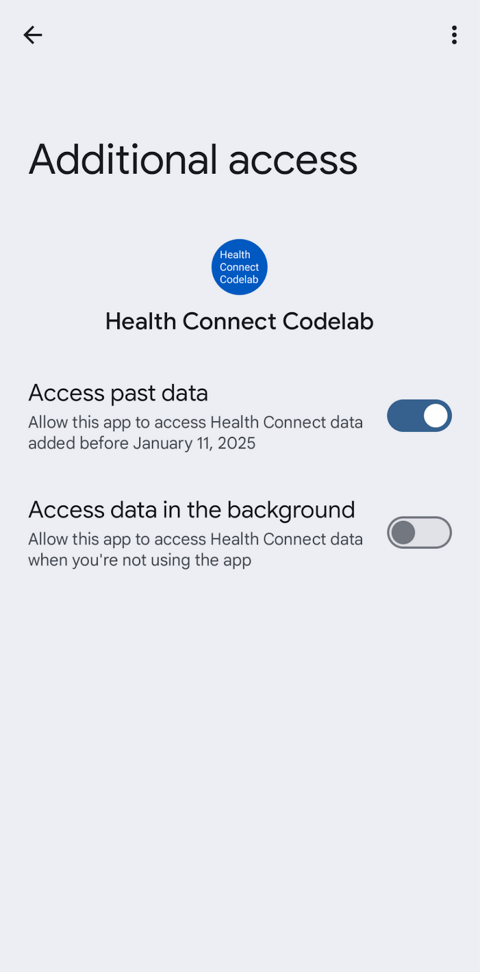 Additional access
Health
Connect
Codelab
Health Connect Codelab
Access past data
Allow this app to access Health Connect data
added before January 11, 2025
Access data in the background
Allow this app to access Health Connect data
when you're not using the app